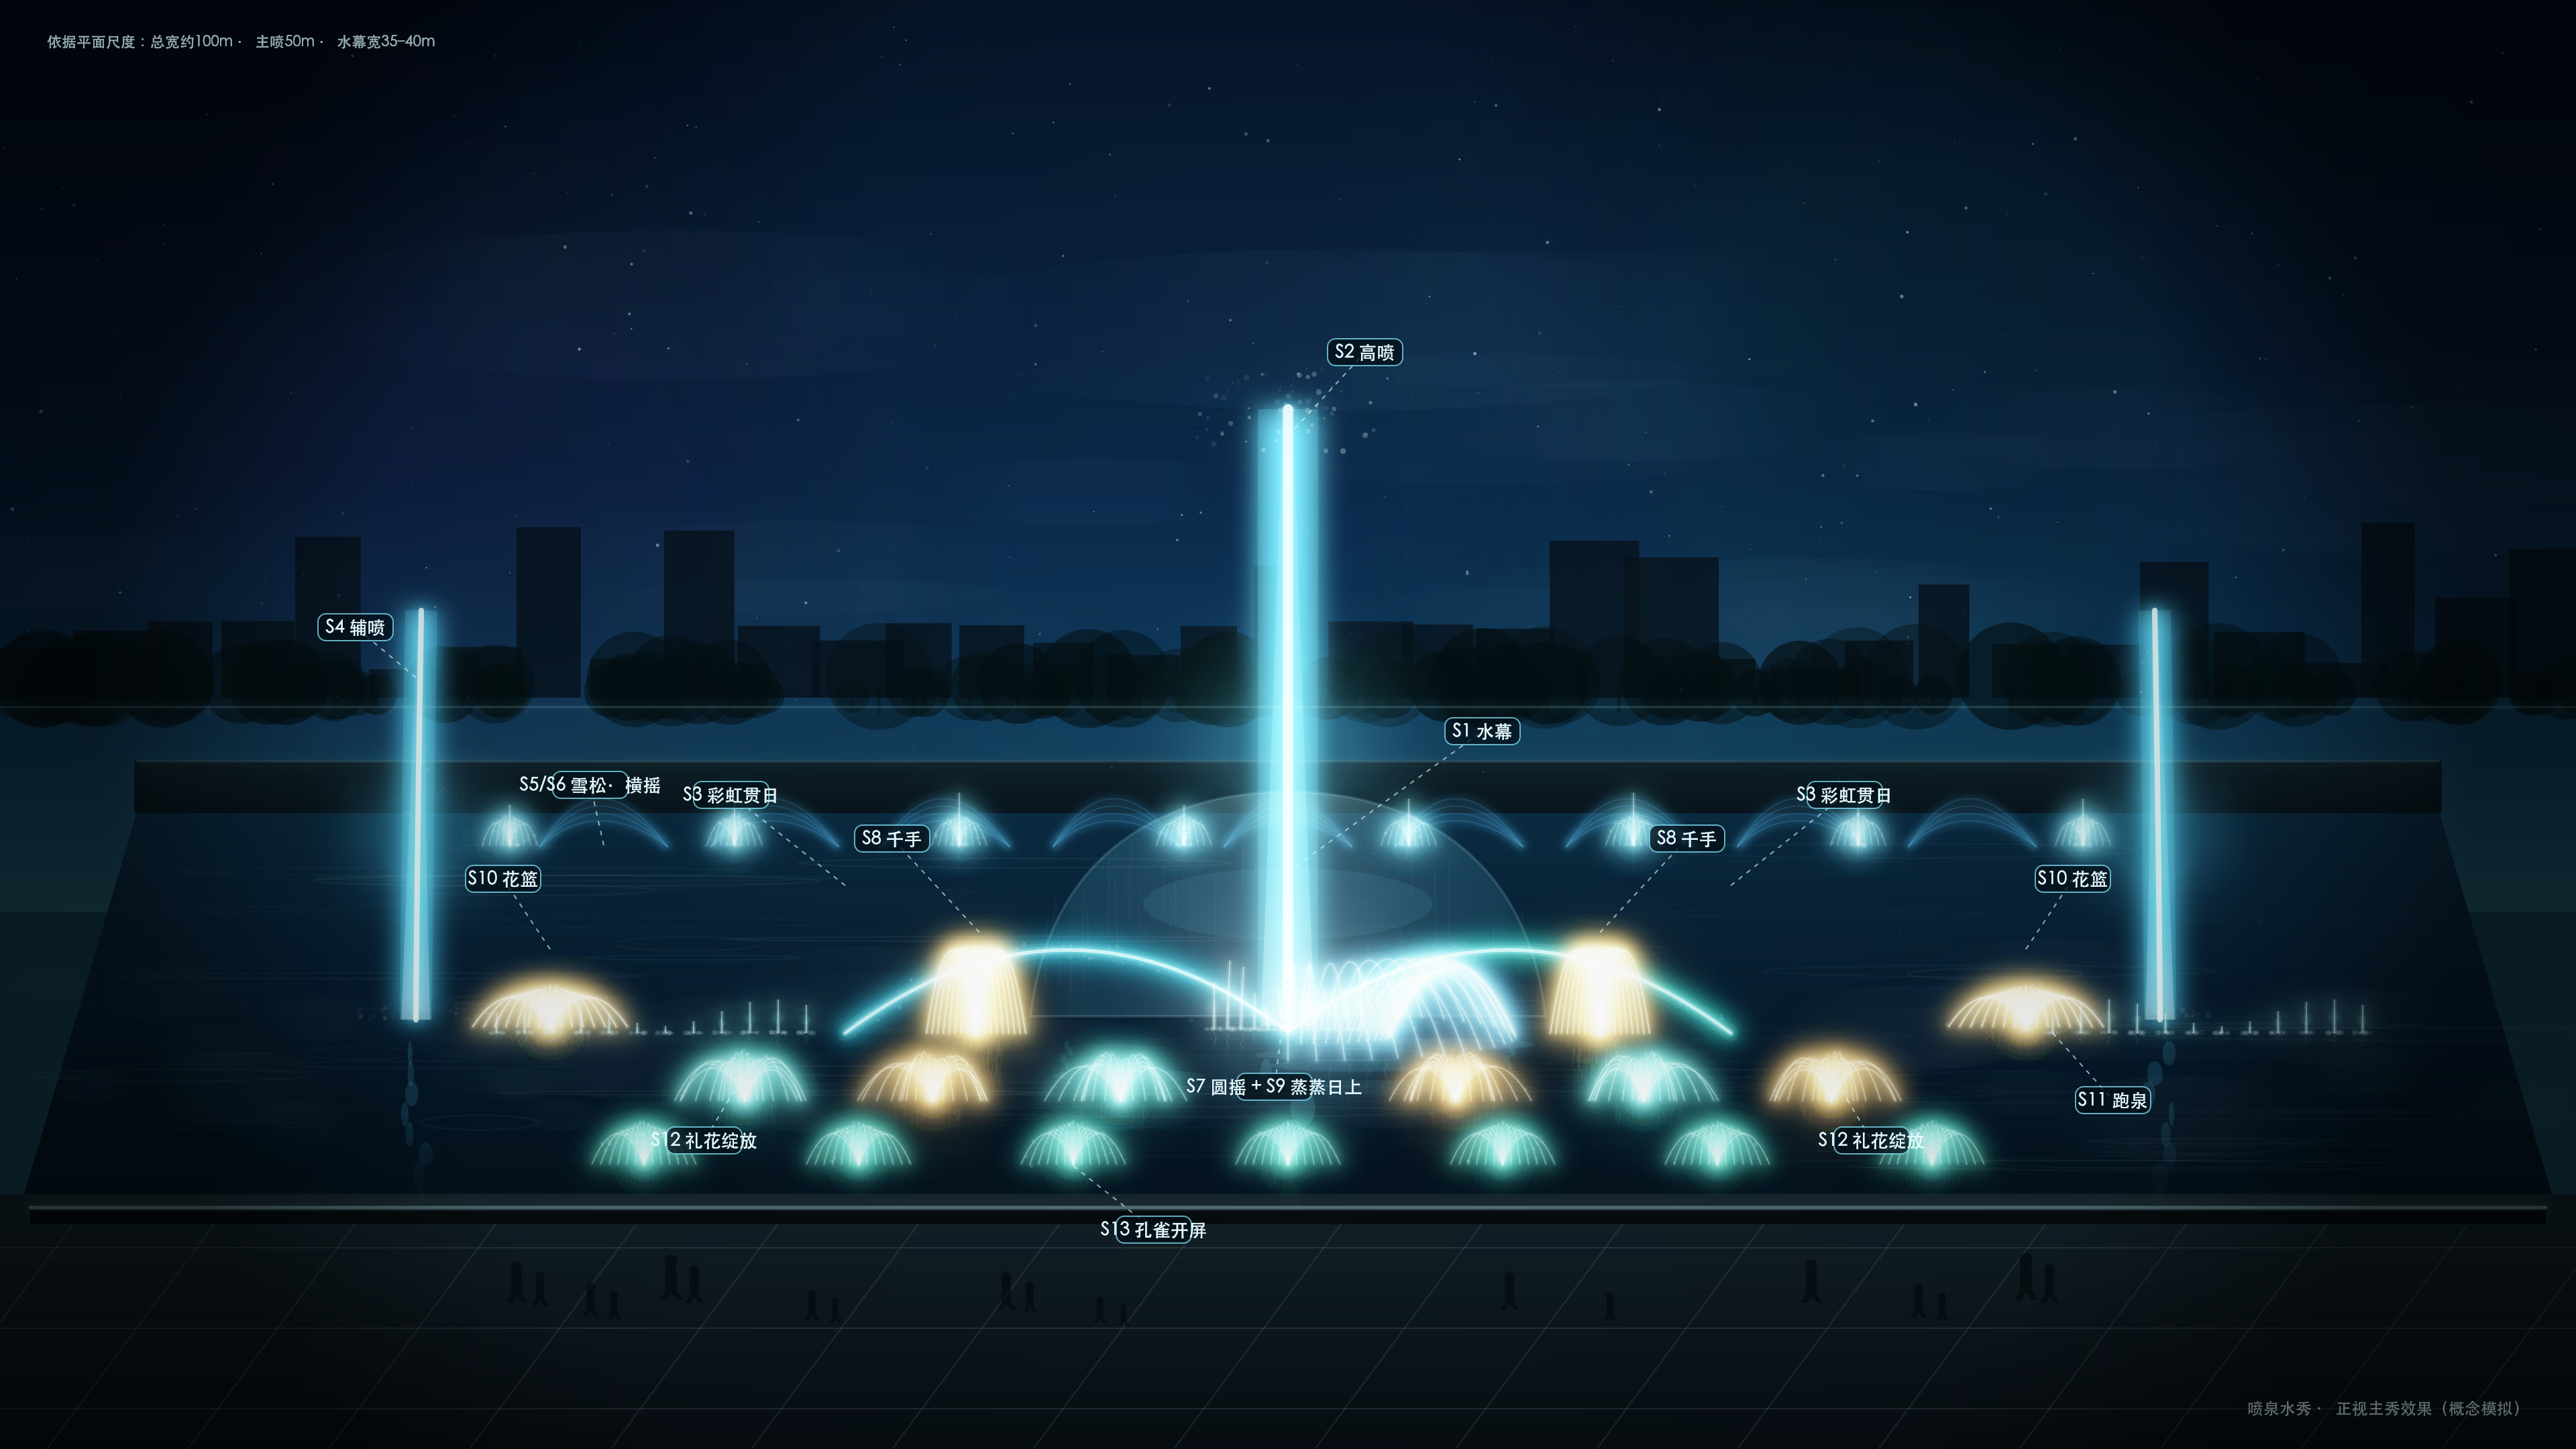 依据平面尺度：总宽约100m· 主喷50m· 水幕宽35–40m
S2 高喷
S4 辅喷
S1 水幕
S5/S6 雪松· 横摇
S3 彩虹贯日
S3 彩虹贯日
S8 千手
S8 千手
S10 花篮
S10 花篮
S7 圆摇 + S9 蒸蒸日上
S11 跑泉
S12 礼花绽放
S12 礼花绽放
S13 孔雀开屏
喷泉水秀· 正视主秀效果（概念模拟）